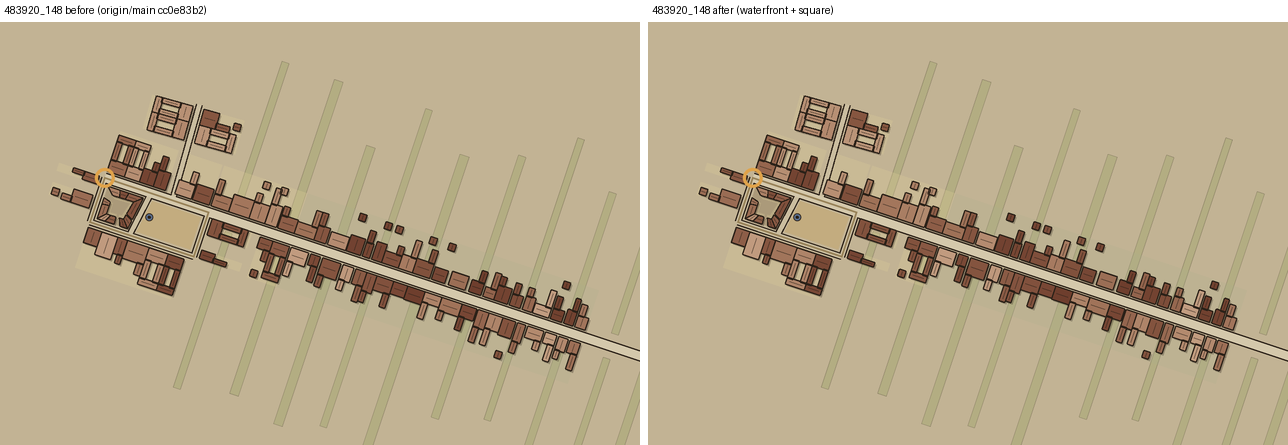 483920_148 before (origin/main cc0e83b2)
483920_148 after (waterfront + square)